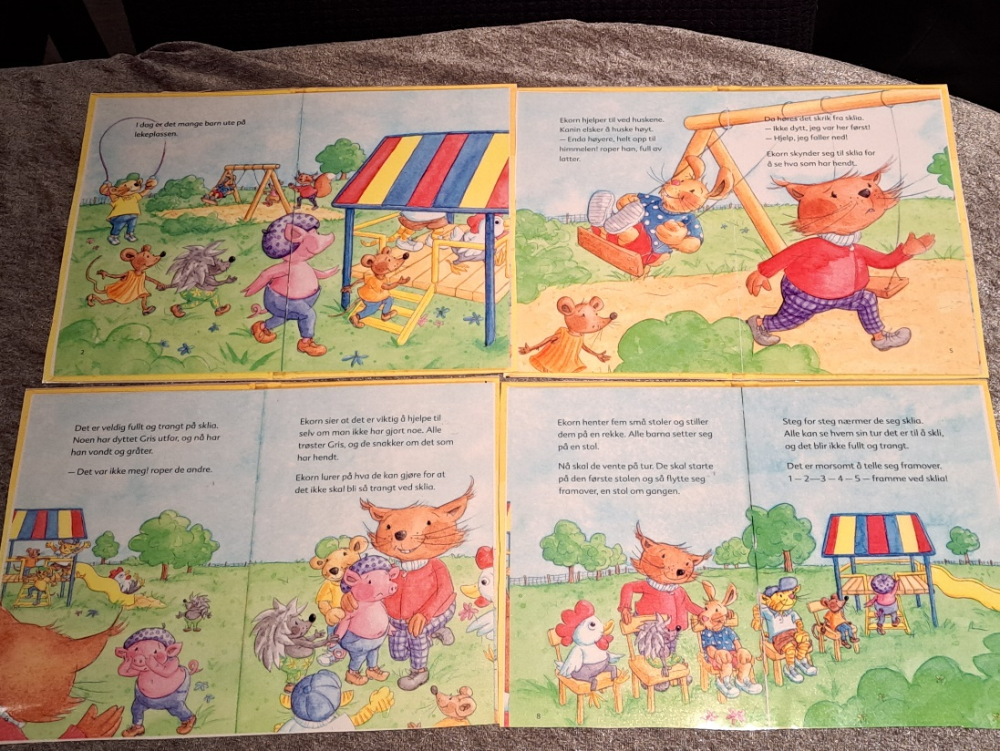 I dag er det mange barn ute på
lekeplassen.
2
Ekorn hjelper til ved huskene.
Kanin elsker å huske høyt.
— Enda høyere, helt opp til
himmelen! roper han, full av
latter.
Da høres det skrik fra sklia.
— Ikke dytt, jeg var her først!
— Hjelp, jeg faller ned!
Ekorn skynder seg til sklia for
å se hva som har hendt.
5
Det er veldig fullt og trangt på sklia.
Noen har dyttet Gris utfor, og nå har
han vondt og gråter.
— Det var ikke meg! roper de andre.
Ekorn sier at det er viktig å hjelpe til
selv om man ikke har gjort noe. Alle
trøster Gris, og de snakker om det som
har hendt.
Ekorn lurer på hva de kan gjøre for at
det ikke skal bli så trangt ved sklia.
Ekorn henter fem små stoler og stiller
dem på en rekke. Alle barna setter seg
på en stol.
Nå skal de vente på tur. De skal starte
på den første stolen og så flytte seg
framover, en stol om gangen.
8
Steg for steg nærmer de seg sklia.
Alle kan se hvem sin tur det er til å skli,
og det blir ikke fullt og trangt.
Det er morsomt å telle seg framover.
1 — 2—3 — 4 — 5 — framme ved sklia!